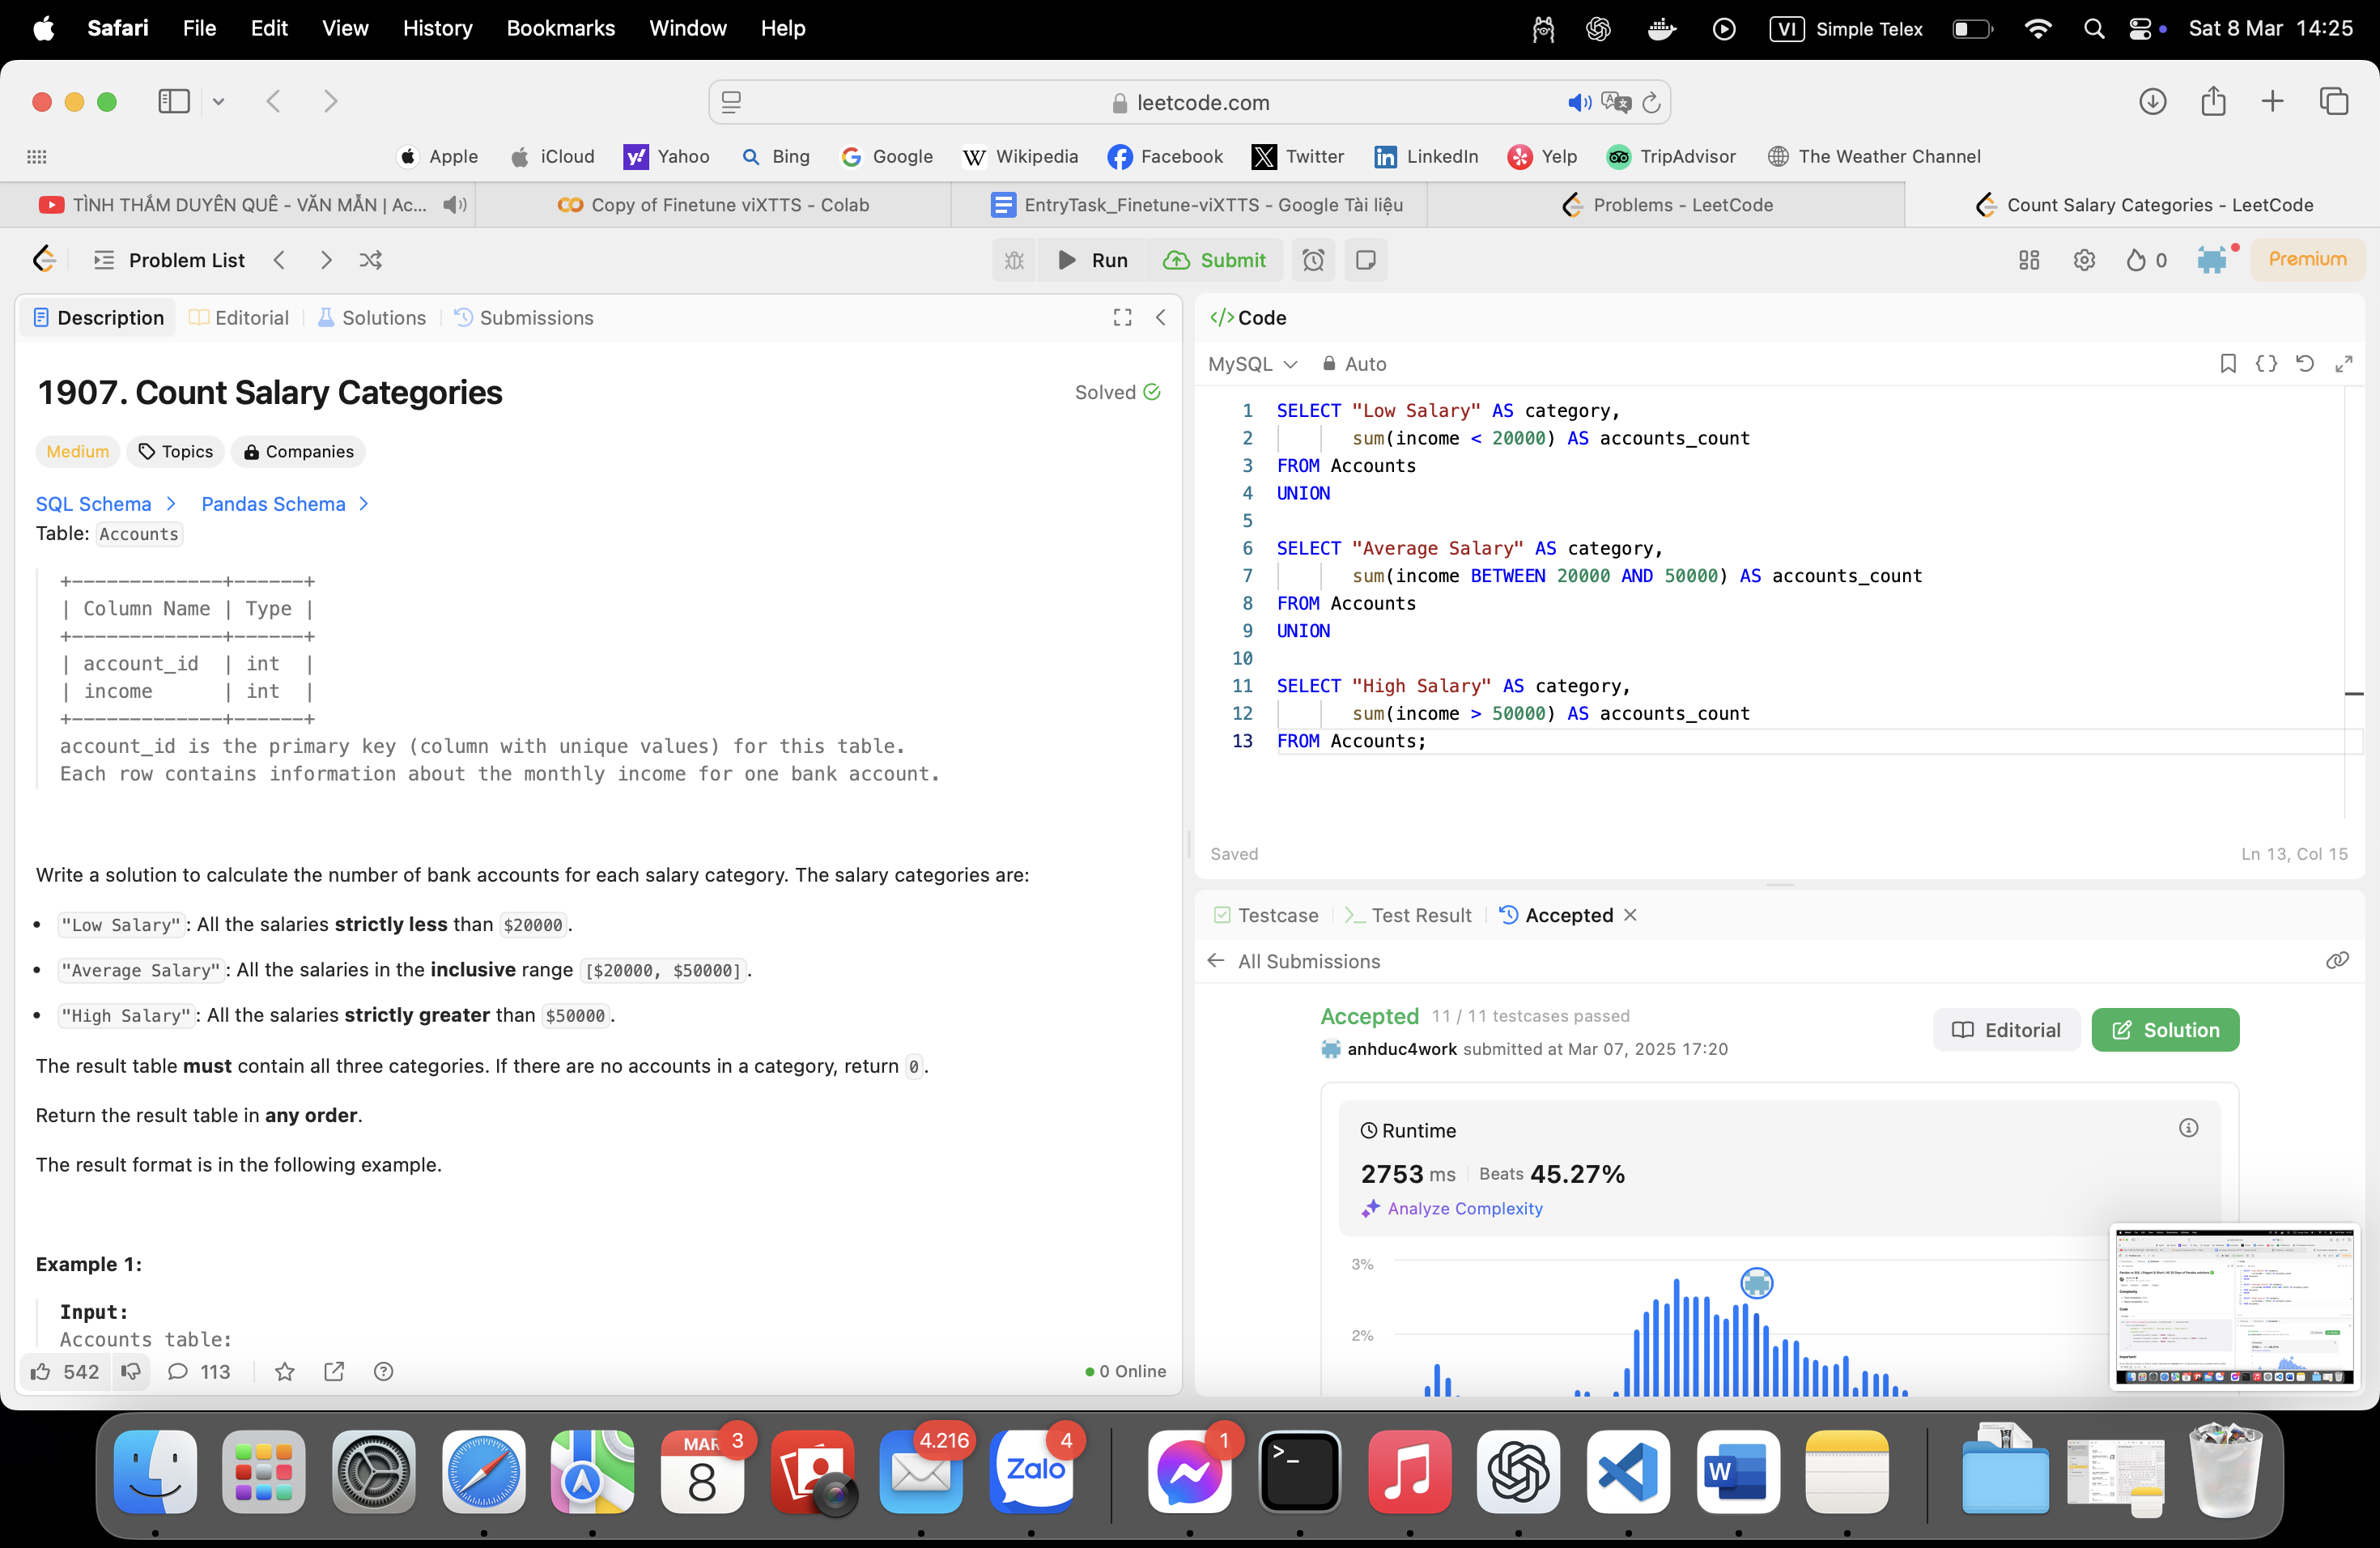 Safari File Edit View History Bookmarks Window Help VI Simple Telex Sat 8 Mar 14:25
leetcode.com
Apple iCloud Yahoo Bing Google Wikipedia Facebook Twitter LinkedIn Yelp TripAdvisor The Weather Channel
TÌNH THẮM DUYÊN QUÊ - VĂN MẪN | Ac... Copy of Finetune viXTTS - Colab EntryTask_Finetune-viXTTS - Google Tài liệu Problems - LeetCode Count Salary Categories - LeetCode
Problem List Run Submit 0 Premium
Description Editorial Solutions Submissions
1907. Count Salary Categories
Solved
Medium Topics Companies
SQL Schema > Pandas Schema >
Table: Accounts
+-------------+------+
| Column Name | Type |
+-------------+------+
| account_id | int |
| income | int |
+-------------+------+
account_id is the primary key (column with unique values) for this table.
Each row contains information about the monthly income for one bank account.
Write a solution to calculate the number of bank accounts for each salary category. The salary categories are:
• "Low Salary": All the salaries strictly less than $20000.
• "Average Salary": All the salaries in the inclusive range [$20000, $50000].
• "High Salary": All the salaries strictly greater than $50000.
The result table must contain all three categories. If there are no accounts in a category, return 0.
Return the result table in any order.
The result format is in the following example.
Example 1:
Input:
Accounts table:
542 113 0 Online
</> Code
MySQL Auto
1 SELECT "Low Salary" AS category,
2 sum(income < 20000) AS accounts_count
3 FROM Accounts
4 UNION
5
6 SELECT "Average Salary" AS category,
7 sum(income BETWEEN 20000 AND 50000) AS accounts_count
8 FROM Accounts
9 UNION
10
11 SELECT "High Salary" AS category,
12 sum(income > 50000) AS accounts_count
13 FROM Accounts;
Saved Ln 13, Col 15
Testcase Test Result Accepted
All Submissions
Accepted 11 / 11 testcases passed
anhduc4work submitted at Mar 07, 2025 17:20
Editorial Solution
Runtime
2753 ms Beats 45.27%
Analyze Complexity
3%
2%
MAR 8 3 4.216 Zalo 4 1 >_ W